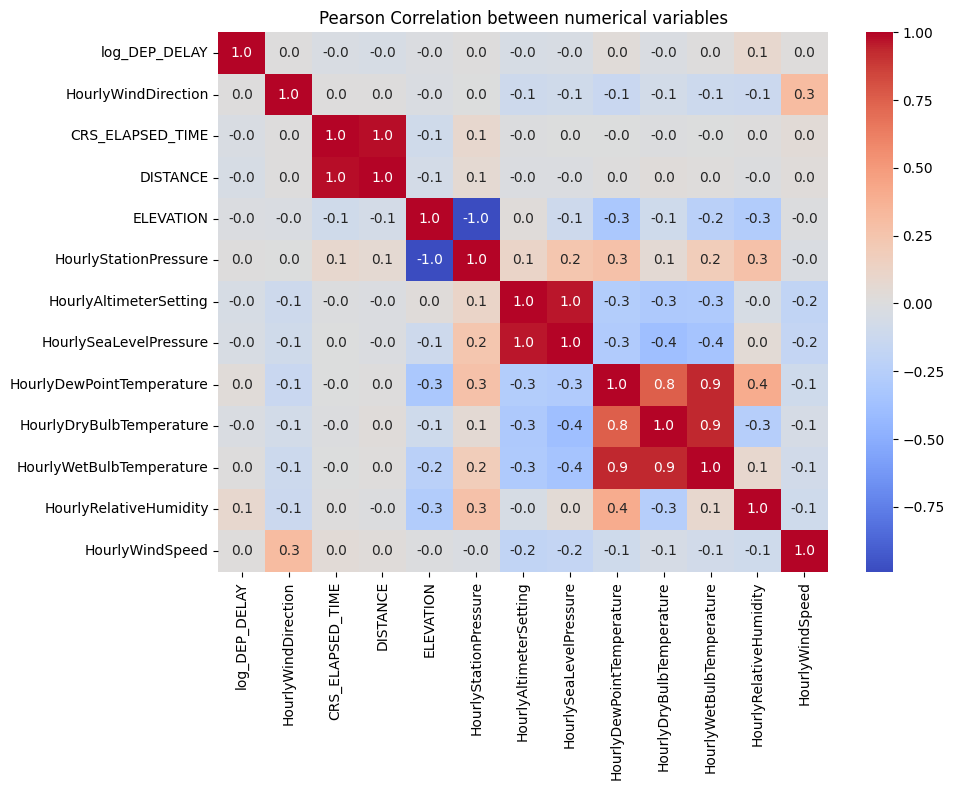 Pearson Correlation between numerical variables
log_DEP_DELAY 1.0 0.0 -0.0 -0.0 -0.0 0.0 -0.0 -0.0 0.0 -0.0 0.0 0.1 0.0
HourlyWindDirection 0.0 1.0 0.0 0.0 -0.0 0.0 -0.1 -0.1 -0.1 -0.1 -0.1 -0.1 0.3
CRS_ELAPSED_TIME -0.0 0.0 1.0 1.0 -0.1 0.1 -0.0 -0.0 -0.0 -0.0 -0.0 0.0 0.0
DISTANCE -0.0 0.0 1.0 1.0 -0.1 0.1 -0.0 -0.0 0.0 0.0 0.0 -0.0 0.0
ELEVATION -0.0 -0.0 -0.1 -0.1 1.0 -1.0 0.0 -0.1 -0.3 -0.1 -0.2 -0.3 -0.0
HourlyStationPressure 0.0 0.0 0.1 0.1 -1.0 1.0 0.1 0.2 0.3 0.1 0.2 0.3 -0.0
HourlyAltimeterSetting -0.0 -0.1 -0.0 -0.0 0.0 0.1 1.0 1.0 -0.3 -0.3 -0.3 -0.0 -0.2
HourlySeaLevelPressure -0.0 -0.1 -0.0 -0.0 -0.1 0.2 1.0 1.0 -0.3 -0.4 -0.4 0.0 -0.2
HourlyDewPointTemperature 0.0 -0.1 -0.0 0.0 -0.3 0.3 -0.3 -0.3 1.0 0.8 0.9 0.4 -0.1
HourlyDryBulbTemperature -0.0 -0.1 -0.0 0.0 -0.1 0.1 -0.3 -0.4 0.8 1.0 0.9 -0.3 -0.1
HourlyWetBulbTemperature 0.0 -0.1 -0.0 0.0 -0.2 0.2 -0.3 -0.4 0.9 0.9 1.0 0.1 -0.1
HourlyRelativeHumidity 0.1 -0.1 0.0 -0.0 -0.3 0.3 -0.0 0.0 0.4 -0.3 0.1 1.0 -0.1
HourlyWindSpeed 0.0 0.3 0.0 0.0 -0.0 -0.0 -0.2 -0.2 -0.1 -0.1 -0.1 -0.1 1.0
log_DEP_DELAY
HourlyWindDirection
CRS_ELAPSED_TIME
DISTANCE
ELEVATION
HourlyStationPressure
HourlyAltimeterSetting
HourlySeaLevelPressure
HourlyDewPointTemperature
HourlyDryBulbTemperature
HourlyWetBulbTemperature
HourlyRelativeHumidity
HourlyWindSpeed
1.00
0.75
0.50
0.25
0.00
−0.25
−0.50
−0.75